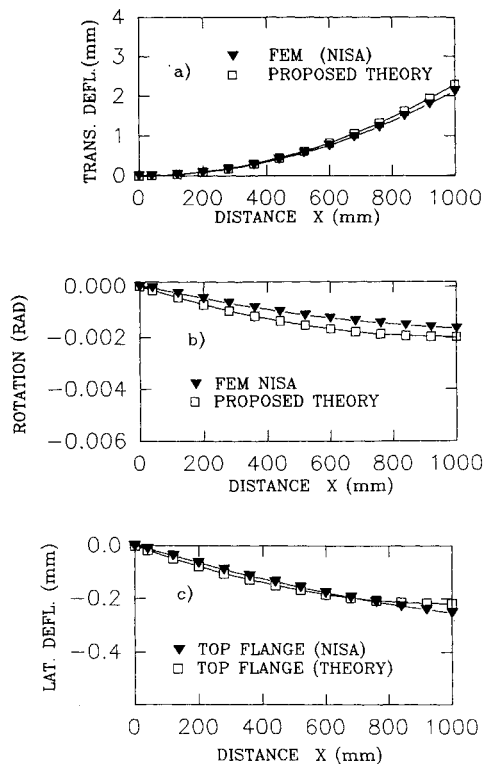 4
3
2
1
0
TRANS. DEFL.(mm)
a)
FEM (NISA)
PROPOSED THEORY
0 200 400 600 800 1000
DISTANCE X (mm)
0.000
-0.002
-0.004
-0.006
ROTATION (RAD)
b)
FEM NISA
PROPOSED THEORY
0 200 400 600 800 1000
DISTANCE X (mm)
0.0
-0.2
-0.4
LAT. DEFL. (mm)
c)
TOP FLANGE (NISA)
TOP FLANGE (THEORY)
0 200 400 600 800 1000
DISTANCE X (mm)